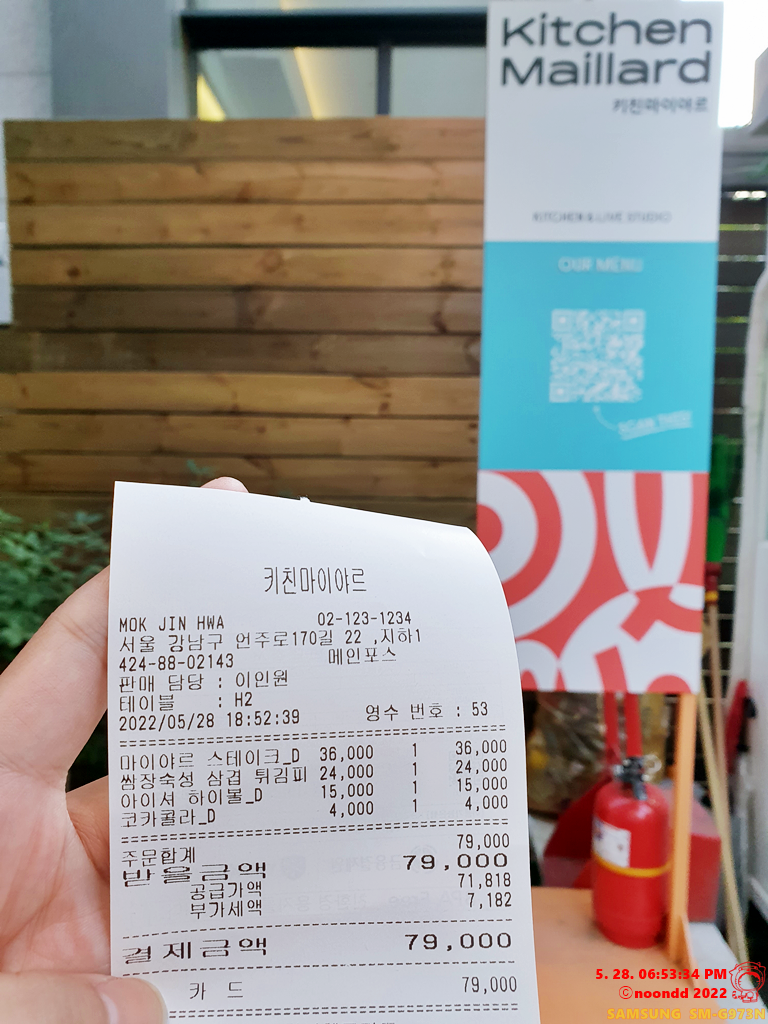 Kitchen
Maillard
키친마이야르
KITCHEN & LIVE STUDIO
OUR MENU
SCAN THIS!
키친마이야르
MOK JIN HWA 02-123-1234
서울 강남구 언주로170길 22 ,지하1
424-88-02143 메인포스
판매 담당 : 이인원
테이블 : H2
2022/05/28 18:52:39 영수 번호 : 53
마이야르 스테이크_D 36,000 1 36,000
쌈장숙성 삼겹 튀김피 24,000 1 24,000
아이셔 하이볼_D 15,000 1 15,000
코카콜라_D 4,000 1 4,000
주문합계 79,000
받을금액 79,000
공급가액 71,818
부가세액 7,182
결제금액 79,000
카 드 79,000
5. 28. 06:53:34 PM
©noondd 2022
SAMSUNG SM-G973N